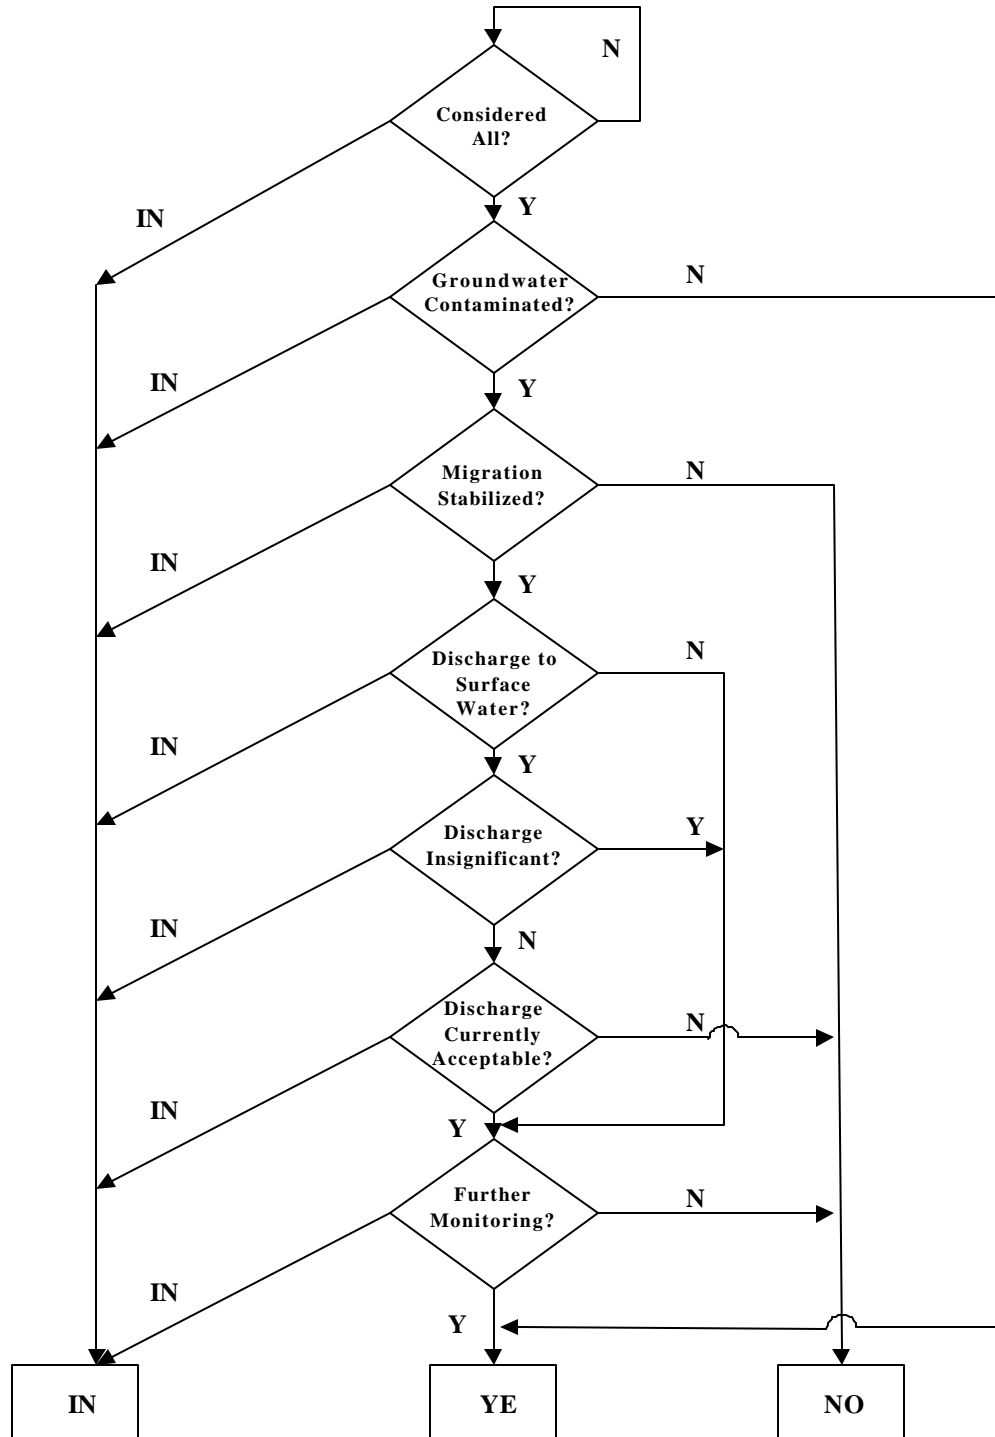 N
Considered
All?
IN
Y
Groundwater
Contaminated?
N
IN
Y
Migration
Stabilized?
N
IN
Y
Discharge to
Surface
Water?
N
IN
Y
Discharge
Insignificant?
Y
IN
N
Discharge
Currently
Acceptable?
N
IN
Y
Further
Monitoring?
N
IN
Y
IN
YE
NO